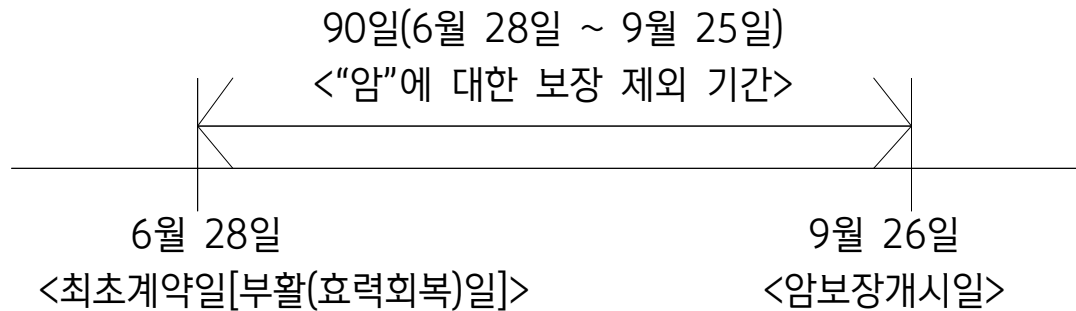 90일(6월 28일 ~ 9월 25일)
<“암”에 대한 보장 제외 기간>
6월 28일
<최초계약일[부활(효력회복)일]>
9월 26일
<암보장개시일>